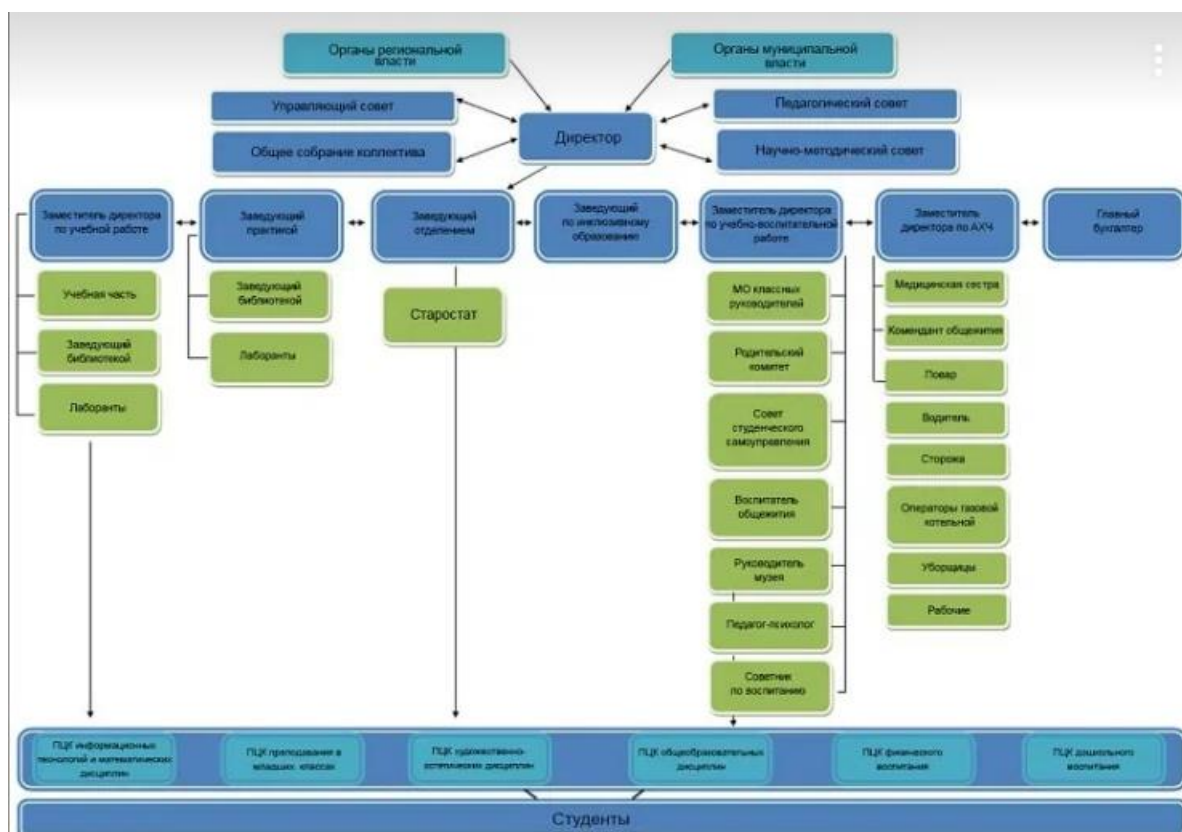 Органы региональной
власти
Органы муниципальной
власти
Управляющий совет
Педагогический совет
Директор
Общее собрание коллектива
Научно-методический совет
Заместитель директора
по учебной работе
Заведующий
практикой
Заведующий
отделением
Заведующий
по инклюзивному
образованию
Заместитель директора
по учебно-воспитательной
работе
Заместитель
директора по АХЧ
Главный
бухгалтер
Учебная часть
Заведующий
библиотекой
Лаборанты
Заведующий
библиотекой
Лаборанты
Старостат
МО классных
руководителей
Родительский
комитет
Совет
студенческого
самоуправления
Воспитатель
общежития
Руководитель
музея
Педагог-психолог
Советник
по воспитанию
Медицинская сестра
Комендант общежития
Повар
Водитель
Сторожа
Операторы газовой
котельной
Уборщицы
Рабочие
ПЦК информационных
технологий и математических
дисциплин
ПЦК преподавания в
младших классах
ПЦК художественно-
эстетических дисциплин
ПЦК общеобразовательных
дисциплин
ПЦК физического
воспитания
ПЦК дошкольного
воспитания
Студенты